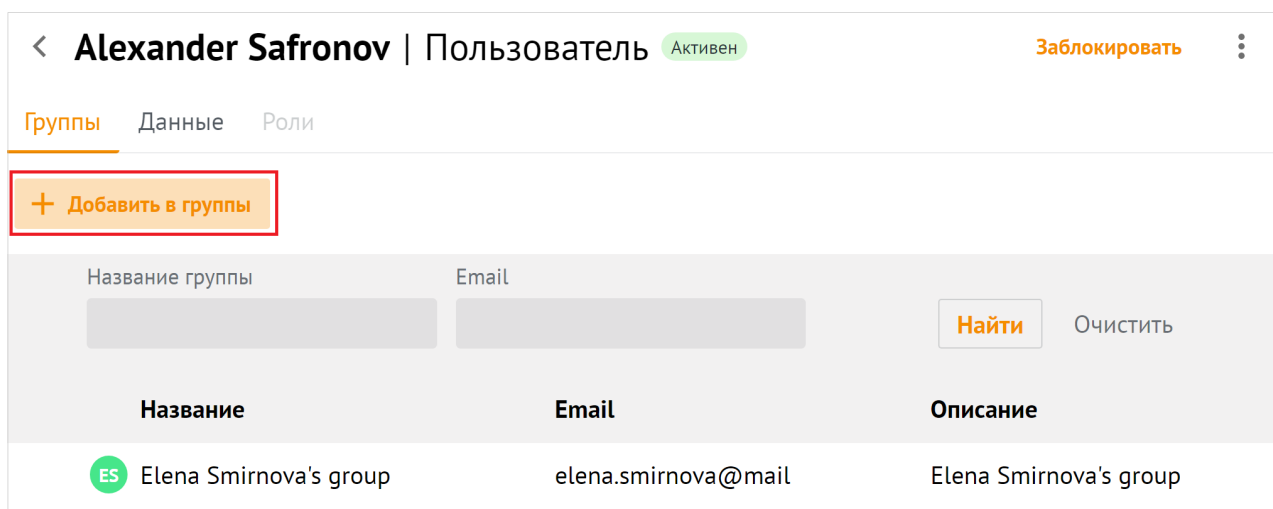 Alexander Safronov | Пользователь Активен Заблокировать
Группы Данные Роли
+ Добавить в группы
Название группы Email
Найти Очистить
Название Email Описание
ES Elena Smirnova's group elena.smirnova@mail Elena Smirnova's group